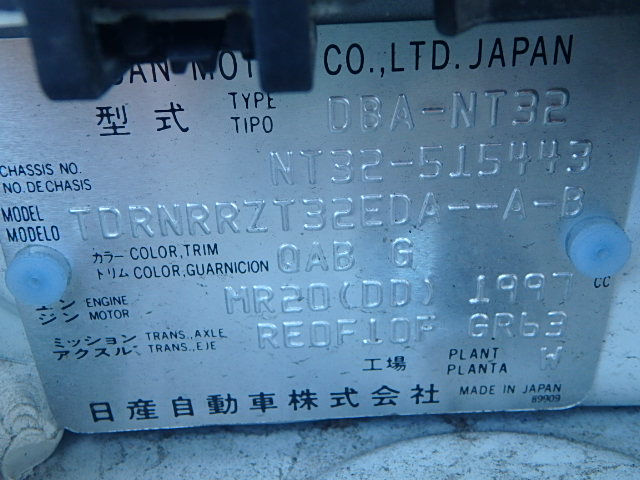 SAN MOT CO.,LTD. JAPAN
型式 TYPE TIPO DBA-NT32
CHASSIS NO. NO. DE CHASIS NT32-515443
MODEL MODELO TDRNRRZT32EDA--A-B
カラー COLOR, TRIM トリム COLOR, GUARNICION QAB G
ン ENGINE ジン MOTOR MR20(DD) 1997 CC
ミッション TRANS., AXLE アクスル TRANS., EJE RE0F10F GR63
工場 PLANT PLANTA W
日産自動車株式会社 MADE IN JAPAN
89909